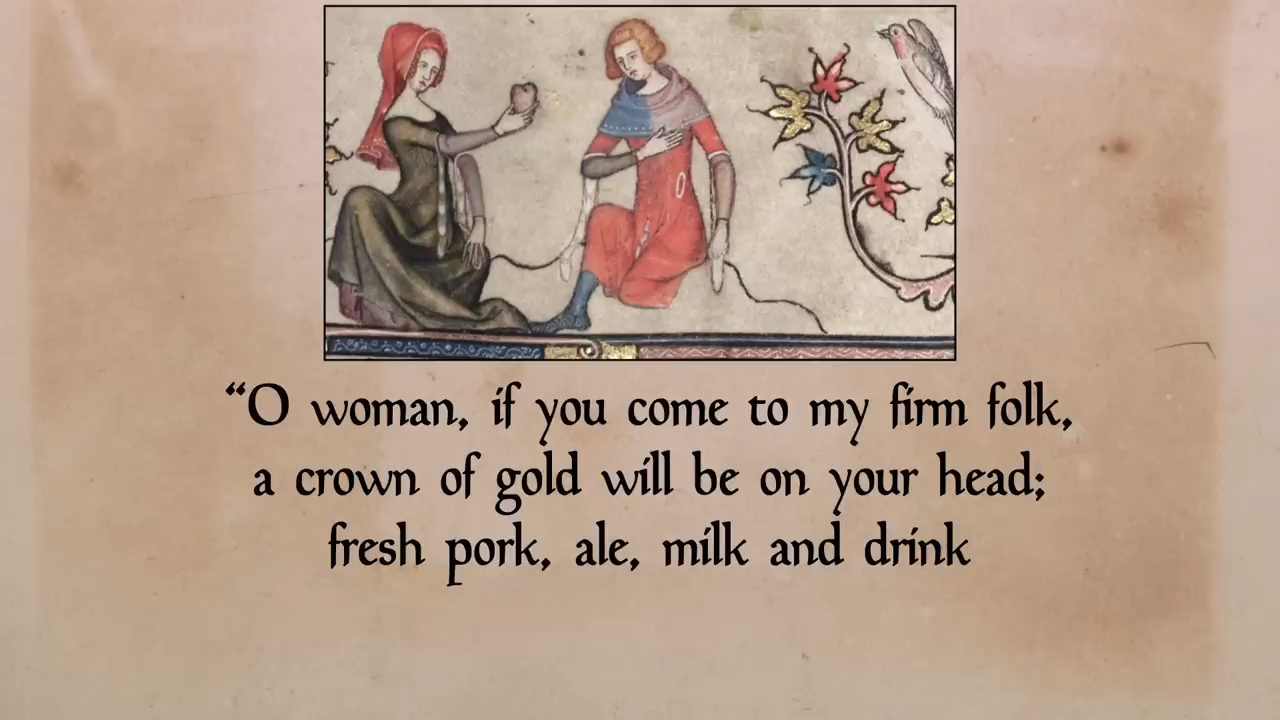 “O woman, if you come to my firm folk,
a crown of gold will be on your head;
fresh pork, ale, milk and drink